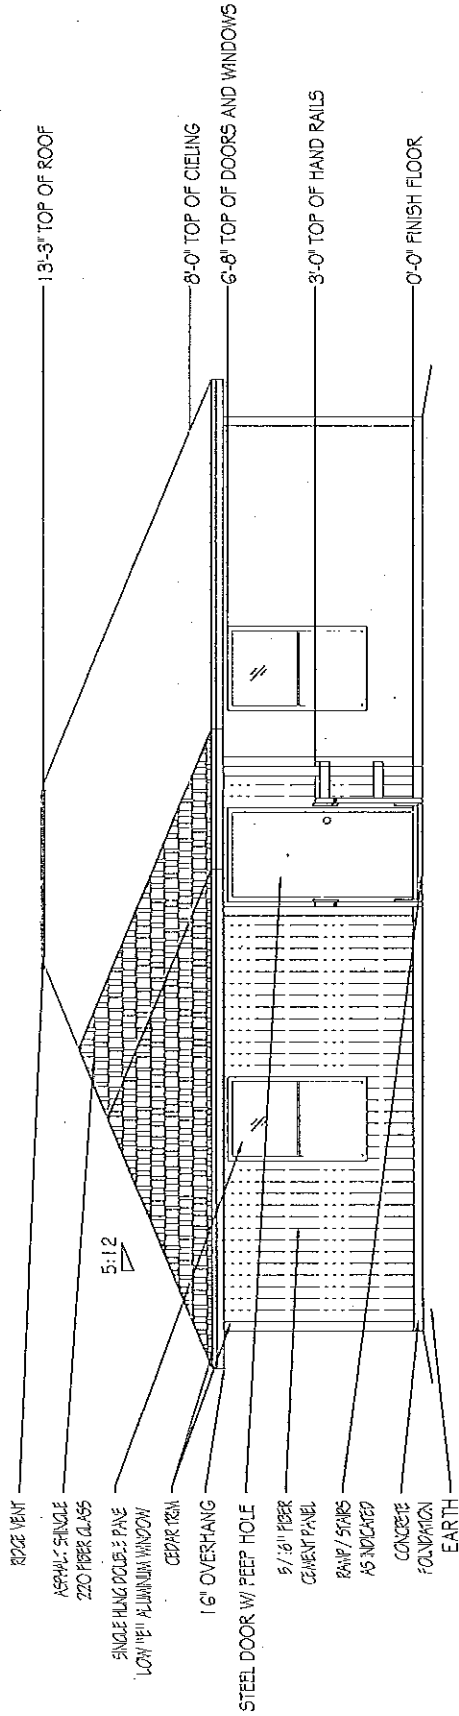 RIDGE VENT
ASPHALT SHINGLE
220 FIBER GLASS
SINGLE HUNG DOUBLE PANE
LOW "E" ALUMINUM WINDOW
CEDAR TRIM
16" OVERHANG
STEEL DOOR W/ PEEP HOLE
5/16" FIBER
CEMENT PANEL
RAMP / STAIRS
AS INDICATED
CONCRETE
FOUNDATION
EARTH
5:12
13'-3" TOP OF ROOF
8'-0" TOP OF CIELING
6'-8" TOP OF DOORS AND WINDOWS
3'-0" TOP OF HAND RAILS
0'-0" FINISH FLOOR